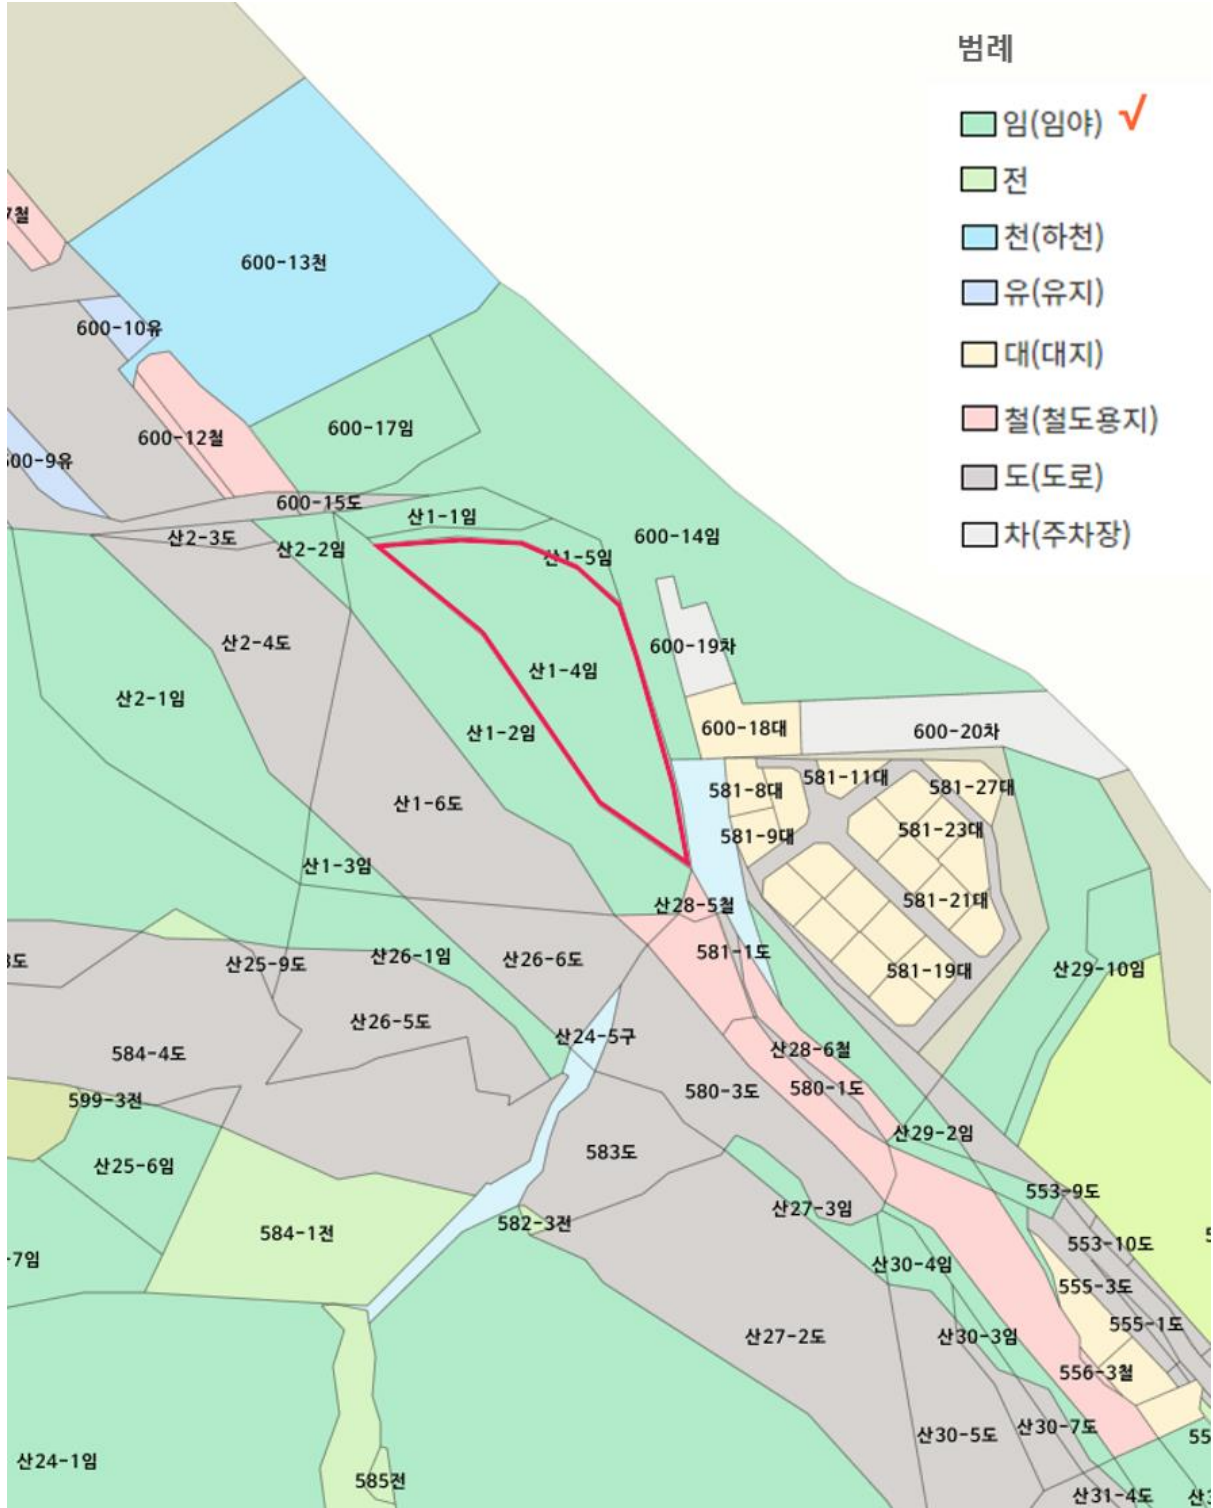 범례
임(임야) √
전
천(하천)
유(유지)
대(대지)
철(철도용지)
도(도로)
차(주차장)
7철
600-13천
600-10유
600-17임
600-12철
600-9유
600-15도
산1-1임
산2-3도
산2-2임
600-14임
산1-5임
산2-4도
600-19차
산1-4임
산2-1임
산1-2임
600-18대
600-20차
581-11대
581-8대
581-27대
산1-6도
581-23대
581-9대
산1-3임
581-21대
산28-5철
581-1도
산26-1임
산26-6도
산25-9도
3도
581-19대
산29-10임
산26-5도
산24-5구
584-4도
산28-6철
580-3도
580-1도
599-3전
산29-2임
583도
산25-6임
553-9도
산27-3임
582-3전
584-1전
553-10도
-7임
산30-4임
555-3도
555-1도
산27-2도
산30-3임
556-3철
산30-7도
산30-5도
55
산24-1임
585전
산31-4도